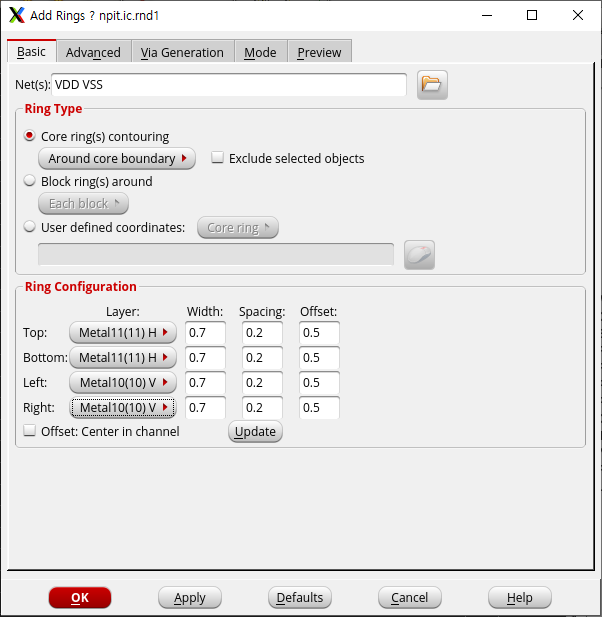 Add Rings ? npit.ic.rnd1
Basic Advanced Via Generation Mode Preview
Net(s): VDD VSS
Ring Type
Core ring(s) contouring
Around core boundary Exclude selected objects
Block ring(s) around
Each block
User defined coordinates: Core ring
Ring Configuration
Layer: Width: Spacing: Offset:
Top: Metal11(11) H 0.7 0.2 0.5
Bottom: Metal11(11) H 0.7 0.2 0.5
Left: Metal10(10) V 0.7 0.2 0.5
Right: Metal10(10) V 0.7 0.2 0.5
Offset: Center in channel Update
OK Apply Defaults Cancel Help